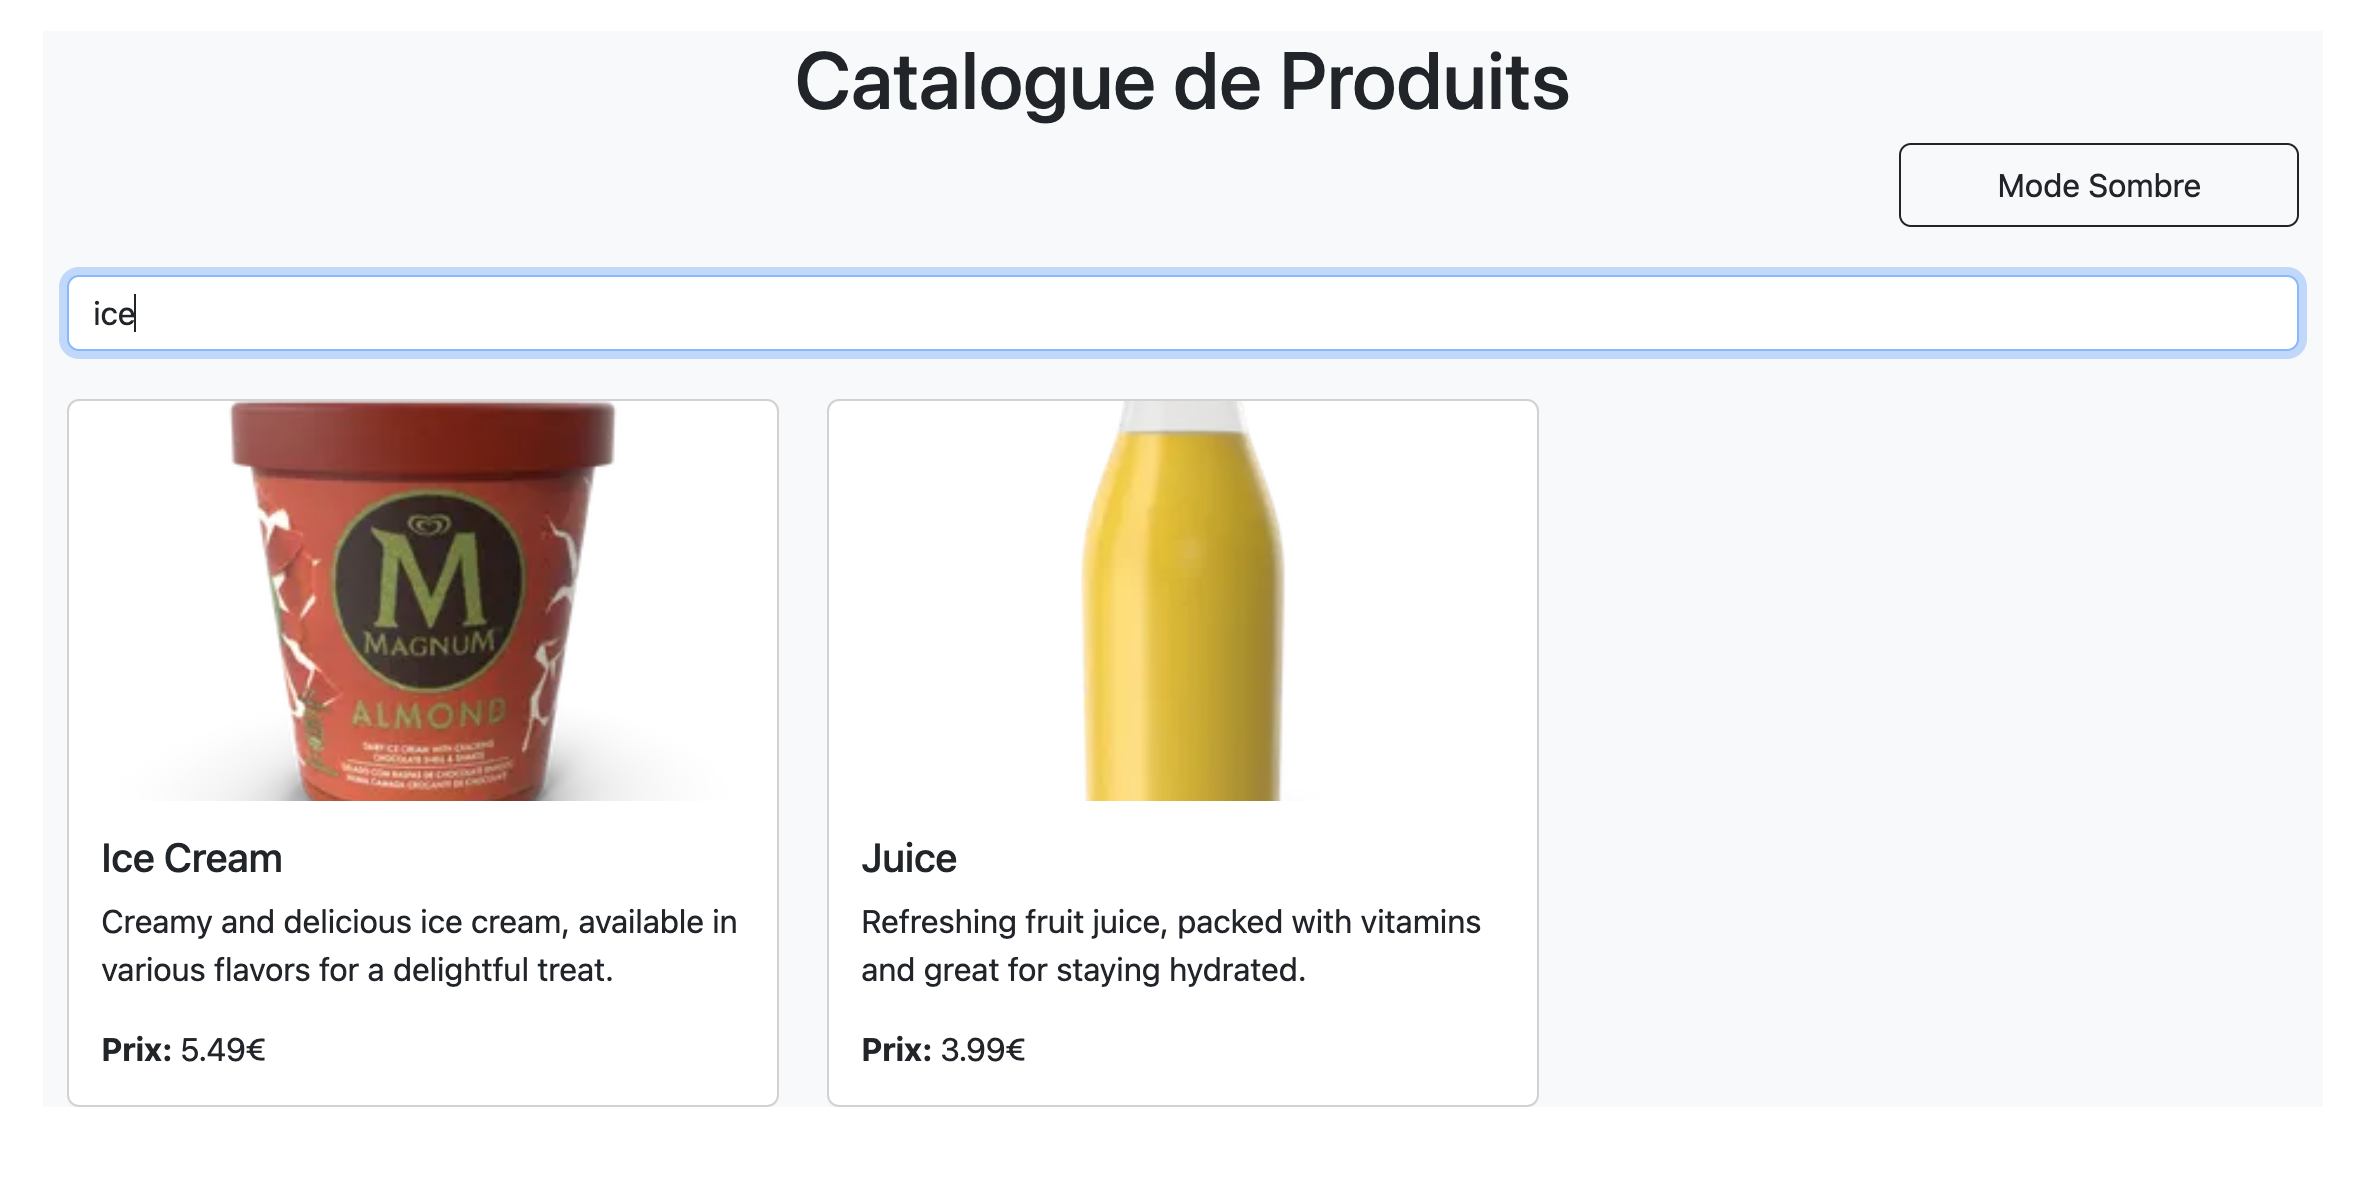 Catalogue de Produits
Mode Sombre
ice
M
MAGNUM
ALMOND
Ice Cream
Creamy and delicious ice cream, available in
various flavors for a delightful treat.
Prix: 5.49€
Juice
Refreshing fruit juice, packed with vitamins
and great for staying hydrated.
Prix: 3.99€